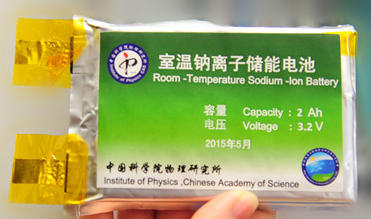 室温钠离子储能电池
Room -Temperature Sodium -Ion Battery
容量 Capacity : 2 Ah
电压 Voltage : 3.2 V
2015年5月
中国科学院物理研究所
Institute of Physics ,Chinese Academy of Science